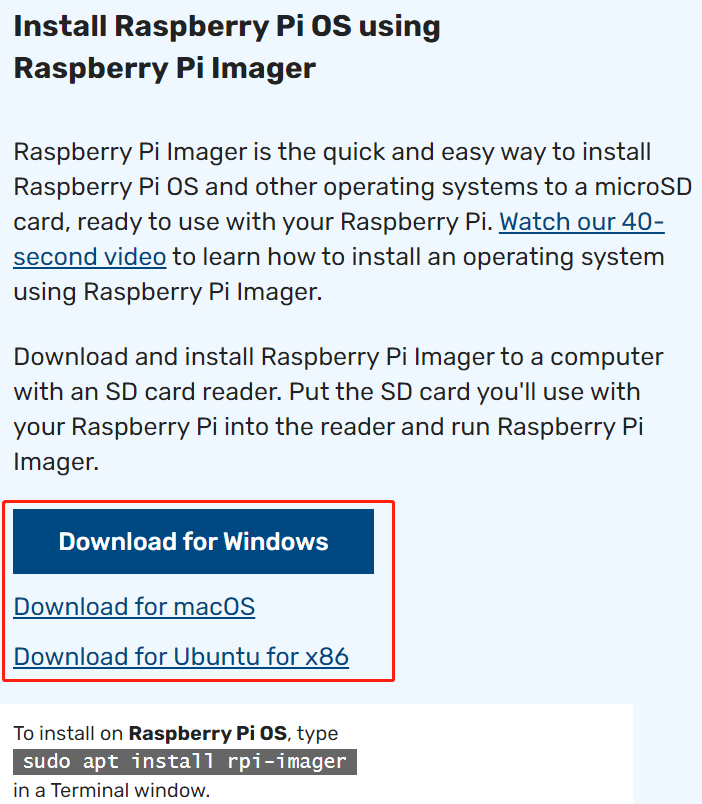 Install Raspberry Pi OS using
Raspberry Pi Imager
Raspberry Pi Imager is the quick and easy way to install
Raspberry Pi OS and other operating systems to a microSD
card, ready to use with your Raspberry Pi. Watch our 40-
second video to learn how to install an operating system
using Raspberry Pi Imager.
Download and install Raspberry Pi Imager to a computer
with an SD card reader. Put the SD card you'll use with
your Raspberry Pi into the reader and run Raspberry Pi
Imager.
Download for Windows
Download for macOS
Download for Ubuntu for x86
To install on Raspberry Pi OS, type
sudo apt install rpi-imager
in a Terminal window.